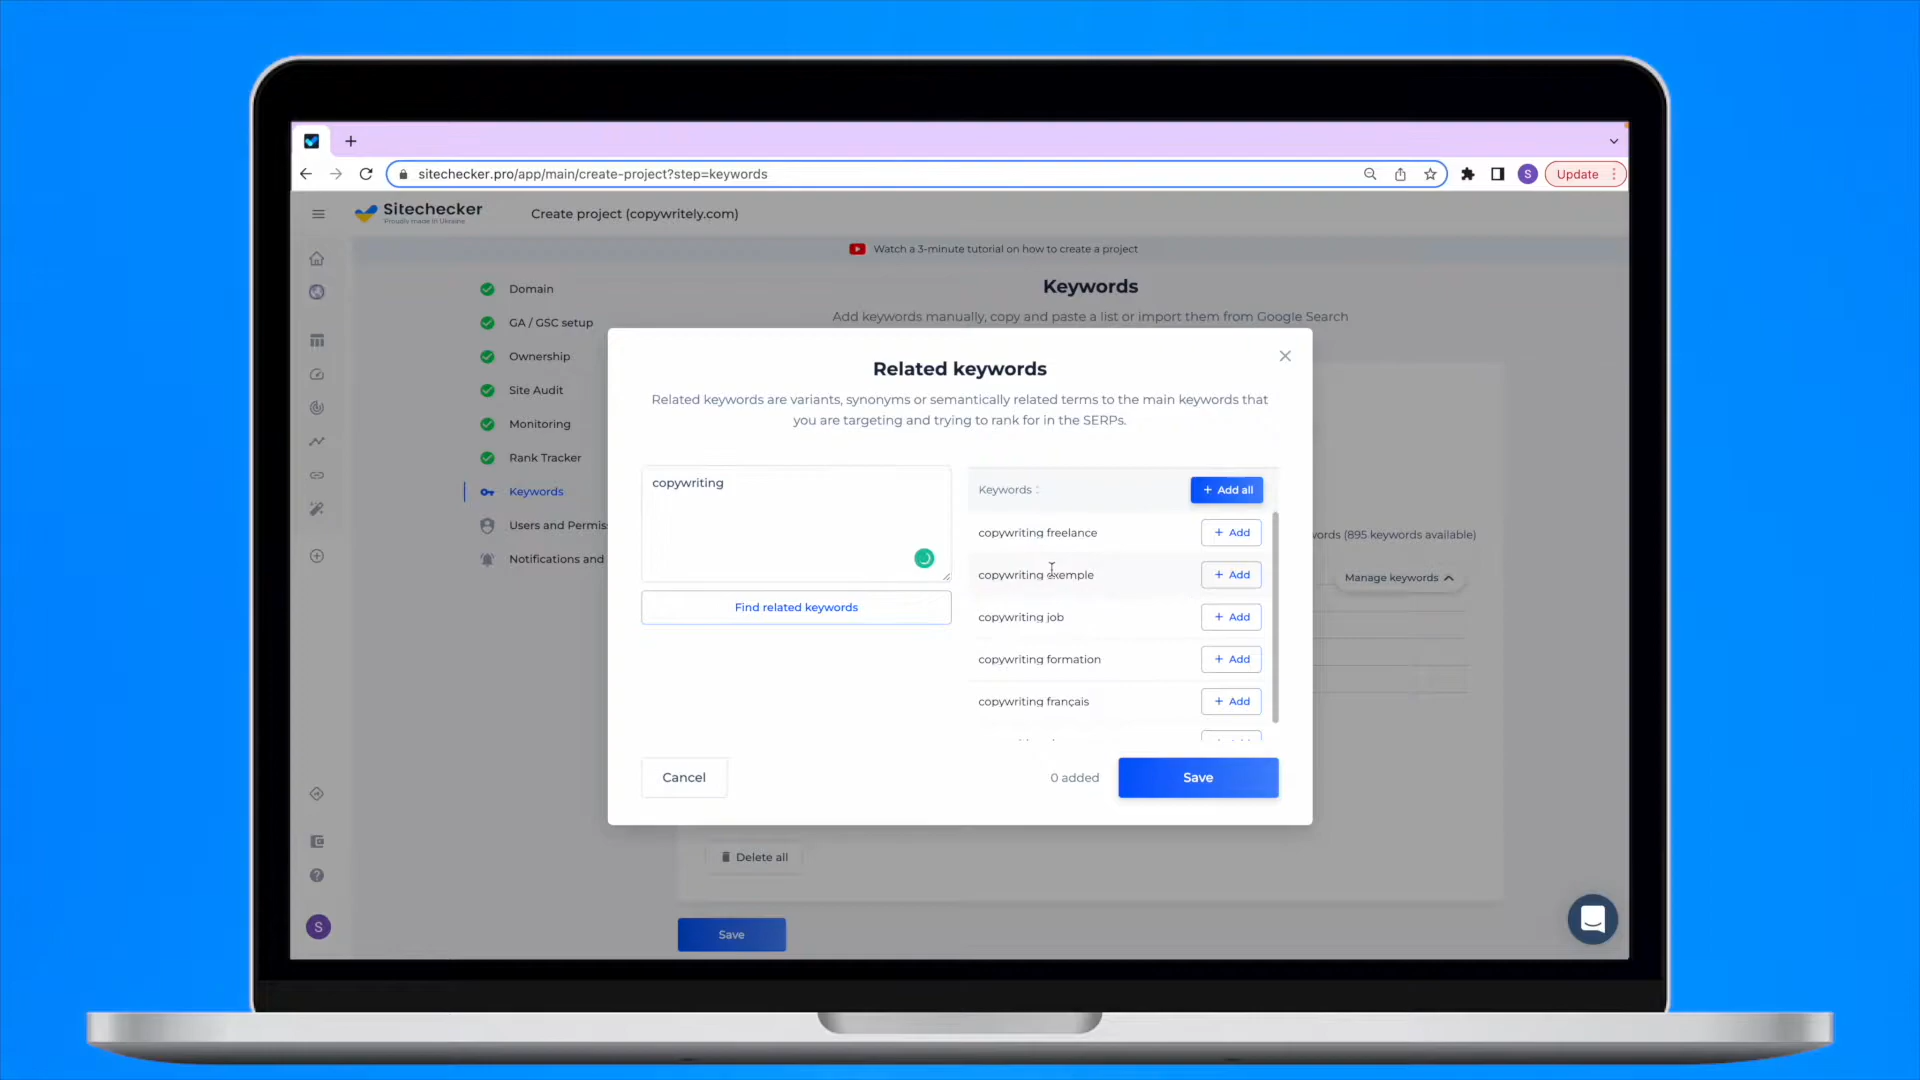 sitechecker.pro/app/main/create-project?step=keywords
S
Update
Sitechecker
Proudly made in Ukraine
Create project (copywritely.com)
Watch a 3-minute tutorial on how to create a project
Domain
GA / GSC setup
Ownership
Site Audit
Monitoring
Rank Tracker
Keywords
Users and Permis
Notifications and
Keywords
Add keywords manually, copy and paste a list or import them from Google Search
Related keywords
Related keywords are variants, synonyms or semantically related terms to the main keywords that
you are targeting and trying to rank for in the SERPs.
copywriting
Find related keywords
Keywords
+ Add all
copywriting freelance
+ Add
copywriting exemple
+ Add
copywriting job
+ Add
copywriting formation
+ Add
copywriting français
+ Add
Cancel
0 added
Save
words (895 keywords available)
Manage keywords
Delete all
Save
S